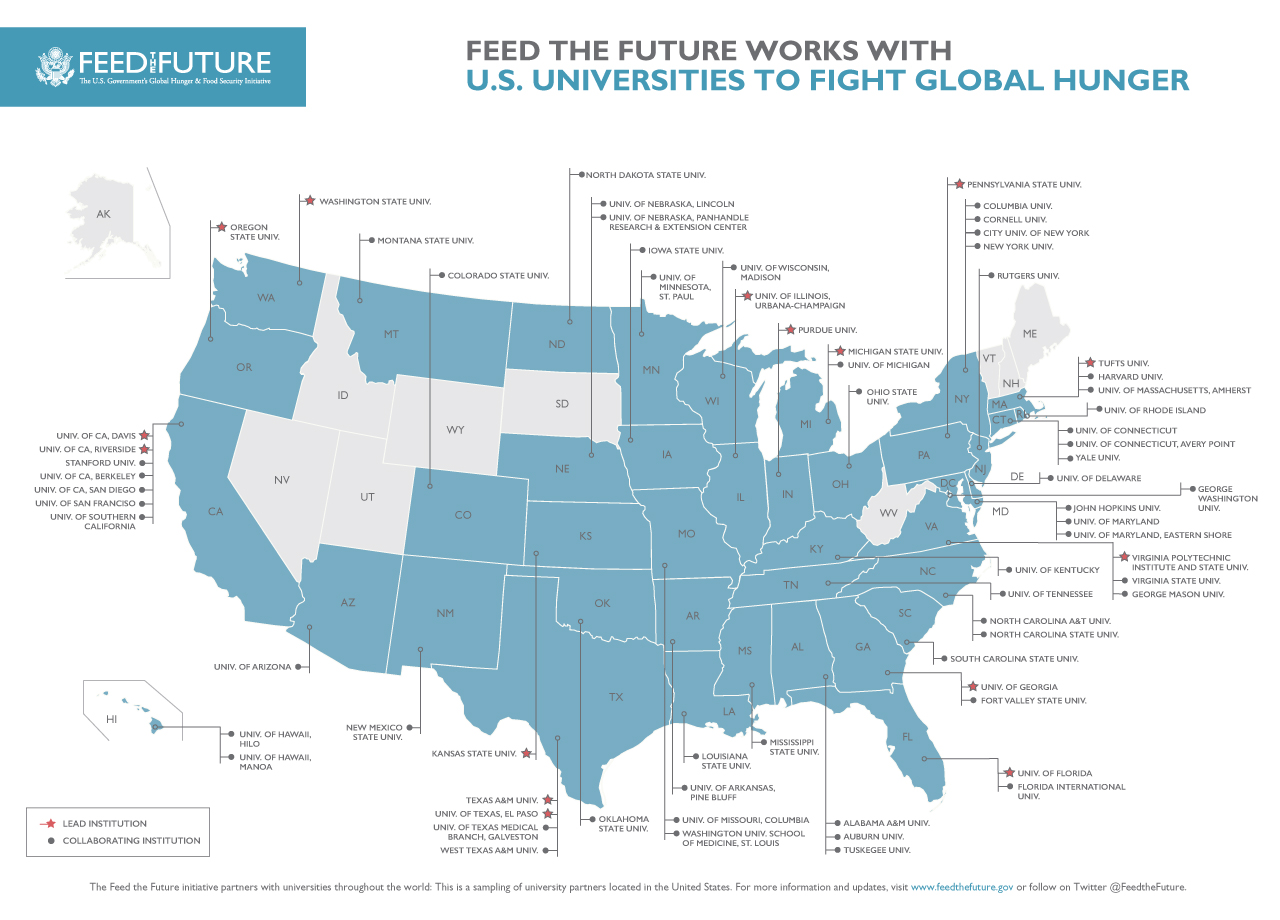 FEED THE FUTURE
The U.S. Government's Global Hunger & Food Security Initiative
FEED THE FUTURE WORKS WITH
U.S. UNIVERSITIES TO FIGHT GLOBAL HUNGER
NORTH DAKOTA STATE UNIV.
PENNSYLVANIA STATE UNIV.
WASHINGTON STATE UNIV.
UNIV. OF NEBRASKA, LINCOLN
UNIV. OF NEBRASKA, PANHANDLE
RESEARCH & EXTENSION CENTER
COLUMBIA UNIV.
CORNELL UNIV.
CITY UNIV. OF NEW YORK
NEW YORK UNIV.
AK
OREGON
STATE UNIV.
MONTANA STATE UNIV.
IOWA STATE UNIV.
COLORADO STATE UNIV.
UNIV. OF
MINNESOTA,
ST. PAUL
UNIV. OF WISCONSIN,
MADISON
RUTGERS UNIV.
UNIV. OF ILLINOIS,
URBANA-CHAMPAIGN
PURDUE UNIV.
MICHIGAN STATE UNIV.
UNIV. OF MICHIGAN
OHIO STATE
UNIV.
TUFTS UNIV.
HARVARD UNIV.
UNIV. OF MASSACHUSETS, AMHERST
UNIV. OF RHODE ISLAND
UNIV. OF CONNECTICUT
UNIV. OF CONNECTICUT, AVERY POINT
YALE UNIV.
UNIV. OF DELAWARE
GEORGE
WASHINGTON
UNIV.
JOHN HOPKINS UNIV.
UNIV. OF MARYLAND
UNIV. OF MARYLAND, EASTERN SHORE
VIRGINIA POLYTECHNIC
INSTITUTE AND STATE UNIV.
VIRGINIA STATE UNIV.
GEORGE MASON UNIV.
UNIV. OF KENTUCKY
UNIV. OF TENNESSEE
NORTH CAROLINA A&T UNIV.
NORTH CAROLINA STATE UNIV.
SOUTH CAROLINA STATE UNIV.
UNIV. OF GEORGIA
FORT VALLEY STATE UNIV.
UNIV. OF FLORIDA
FLORIDA INTERNATIONAL
UNIV.
WA
OR
MT
ID
WY
ND
SD
MN
WI
MI
NY
VT
NH
ME
MA
CT
RI
NV
UT
CA
CO
NE
IA
IL
IN
OH
PA
NJ
DE
DC
MD
WV
VA
KS
MO
KY
TN
NC
SC
AZ
NM
OK
AR
TX
LA
MS
AL
GA
FL
HI
UNIV. OF CA, DAVIS
UNIV. OF CA, RIVERSIDE
STANFORD UNIV.
UNIV. OF CA, BERKELEY
UNIV. OF CA, SAN DIEGO
UNIV. OF SAN FRANCISO
UNIV. OF SOUTHERN
CALIFORNIA
UNIV. OF ARIZONA
UNIV. OF HAWAII,
HILO
UNIV. OF HAWAII,
MANOA
NEW MEXICO
STATE UNIV.
KANSAS STATE UNIV.
TEXAS A&M UNIV.
UNIV. OF TEXAS, EL PASO
UNIV. OF TEXAS MEDICAL
BRANCH, GALVESTON
WEST TEXAS A&M UNIV.
OKLAHOMA
STATE UNIV.
MISSISSIPPI
STATE UNIV.
LOUISIANA
STATE UNIV.
UNIV. OF ARKANSAS,
PINE BLUFF
UNIV. OF MISSOURI, COLUMBIA
WASHINGTON UNIV. SCHOOL
OF MEDICINE, ST. LOUIS
ALABAMA A&M UNIV.
AUBURN UNIV.
TUSKEGEE UNIV.
LEAD INSTITUTION
COLLABORATING INSTITUTION
The Feed the Future initiative partners with universities throughout the world: This is a sampling of university partners located in the United States. For more information and updates, visit www.feedthefuture.gov or follow on Twitter @FeedtheFuture.